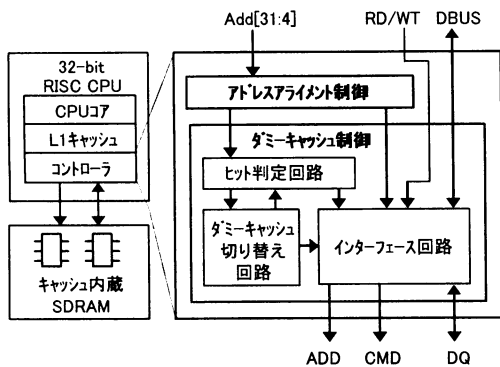 Add[31:4]
RD/WT
DBUS
32-bit
RISC CPU
CPUコア
L1キャッシュ
コントローラ
キャッシュ内蔵
SDRAM
アドレスアライメント制御
ダミーキャッシュ制御
ヒット判定回路
ダミーキャッシュ
切り替え
回路
インターフェース回路
ADD
CMD
DQ